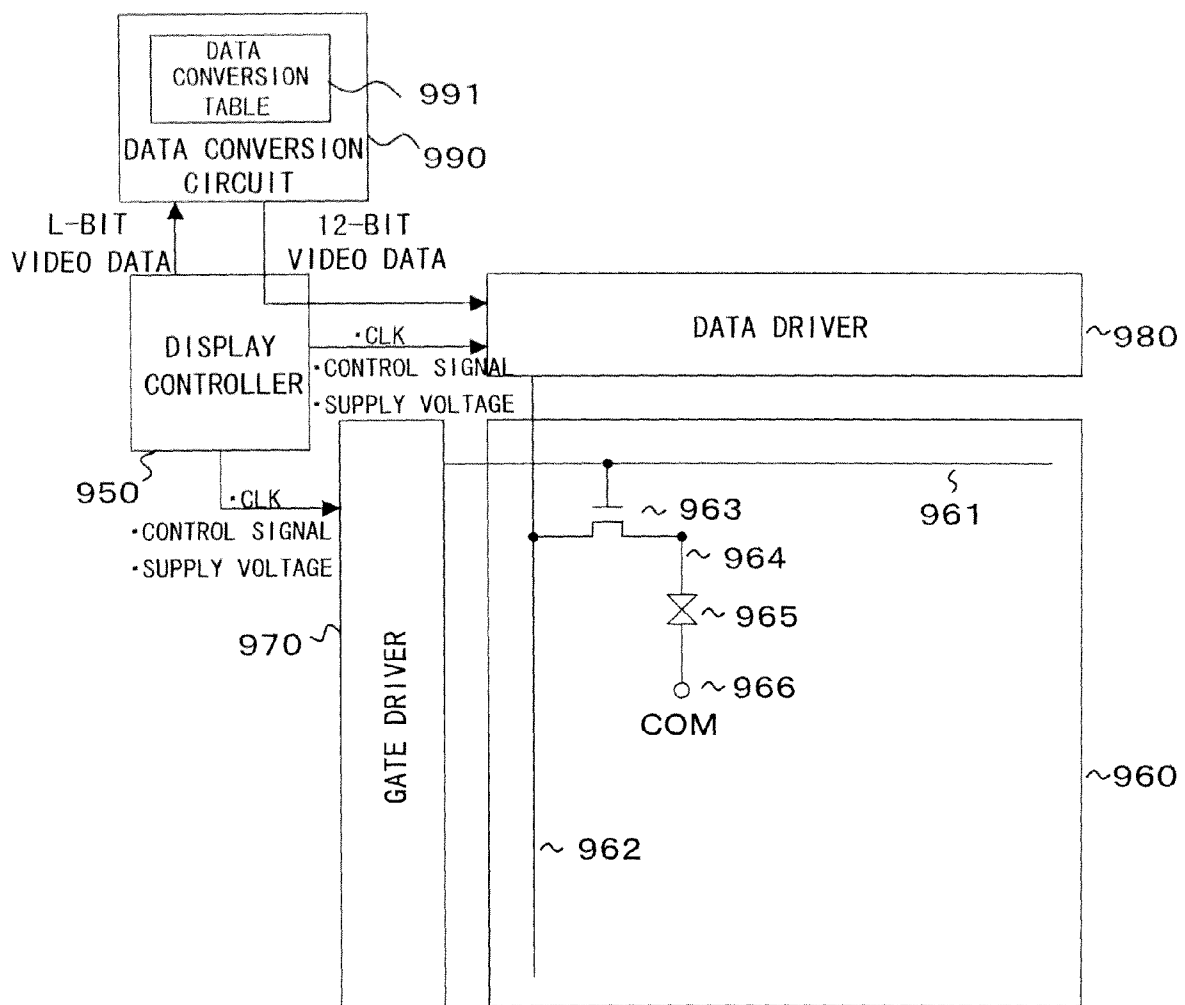 DATA
CONVERSION
TABLE
991
DATA CONVERSION
CIRCUIT
990
L-BIT
VIDEO DATA
12-BIT
VIDEO DATA
DISPLAY
CONTROLLER
950
·CLK
·CONTROL SIGNAL
·SUPPLY VOLTAGE
DATA DRIVER
980
·CLK
·CONTROL SIGNAL
·SUPPLY VOLTAGE
970
GATE DRIVER
961
963
964
965
966
COM
960
962